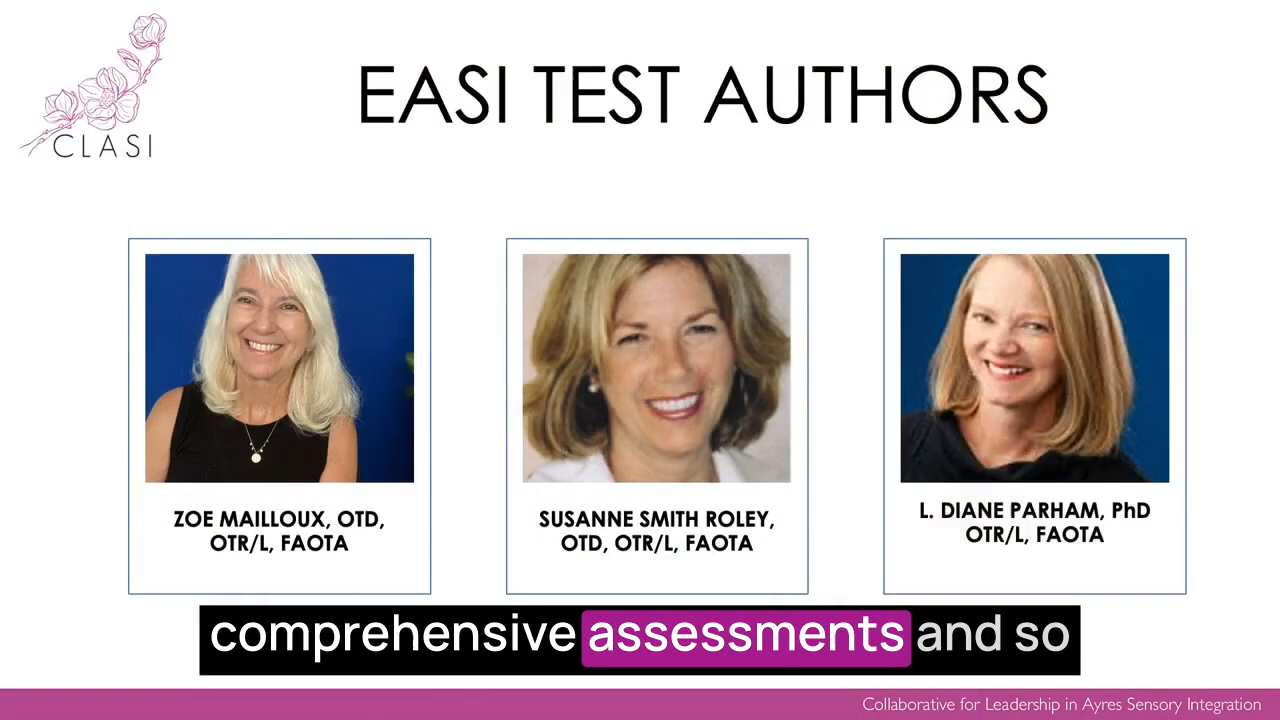 CLASI
EASI TEST AUTHORS
ZOE MAILLOUX, OTD,
OTR/L, FAOTA
SUSANNE SMITH ROLEY,
OTD, OTR/L, FAOTA
L. DIANE PARHAM, PhD
OTR/L, FAOTA
comprehensive assessments and so
Collaborative for Leadership in Ayres Sensory Integration